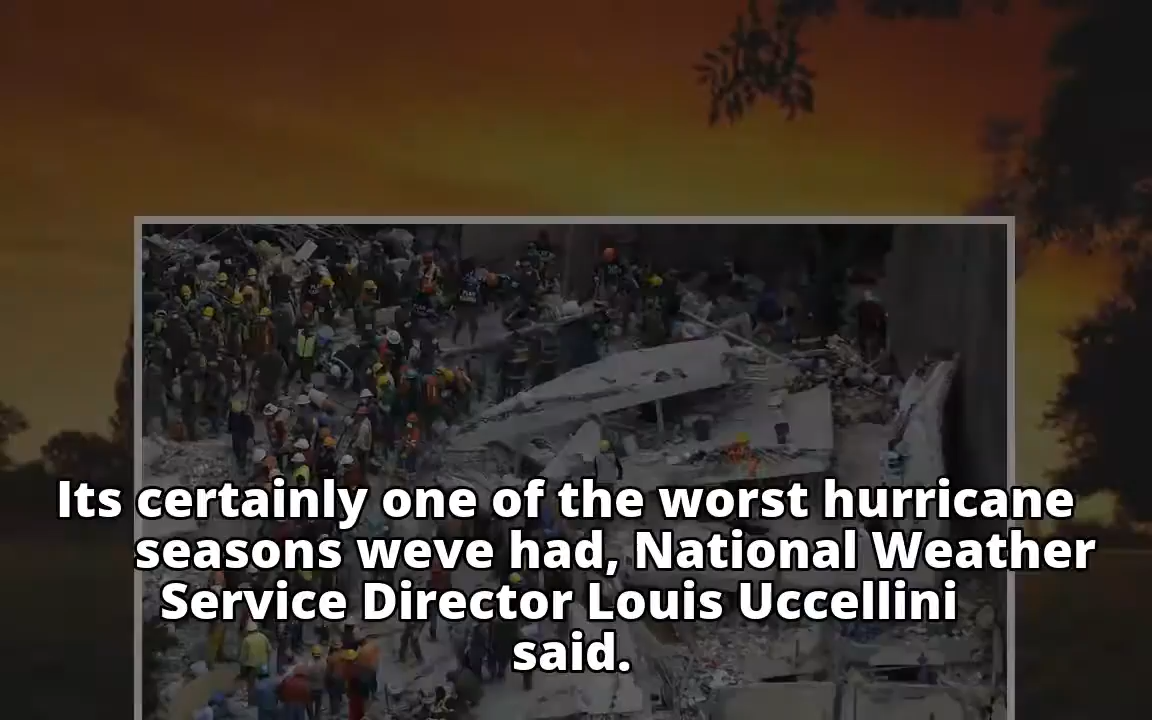 Its certainly one of the worst hurricane
seasons weve had, National Weather
Service Director Louis Uccellini
said.